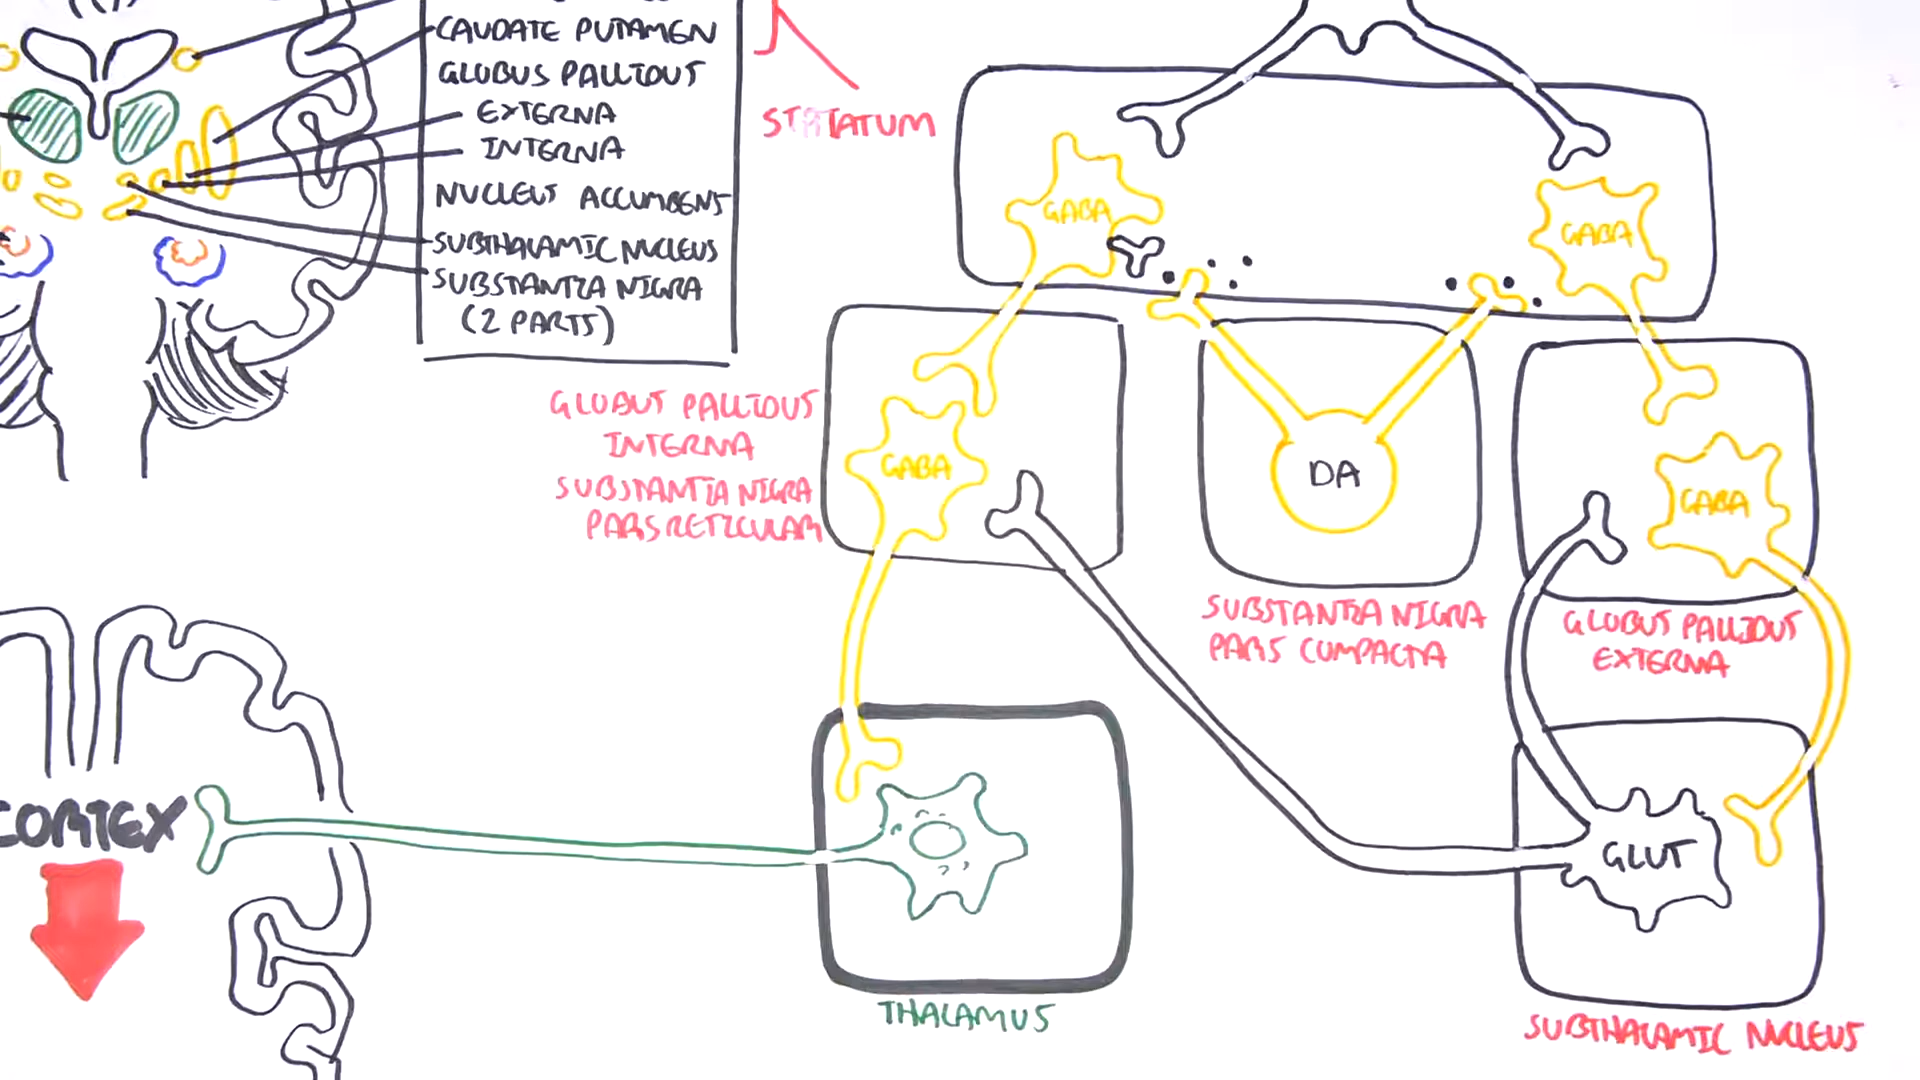 CAUDATE PUTAMEN
GLOBUS PALLIDUS
EXTERNA
INTERNA
NUCLEUS ACCUMBENS
SUBTHALAMIC NUCLEUS
SUBSTANTIA NIGRA
(2 PARTS)
STRIATUM
GABA
GABA
GLOBUS PALLIDUS
INTERNA
SUBSTANTIA NIGRA
PARS RETICULAR
GABA
DA
GABA
SUBSTANTIA NIGRA
PARS COMPACTA
GLOBUS PALLIDUS
EXTERNA
CORTEX
GLUT
THALAMUS
SUBTHALAMIC NUCLEUS